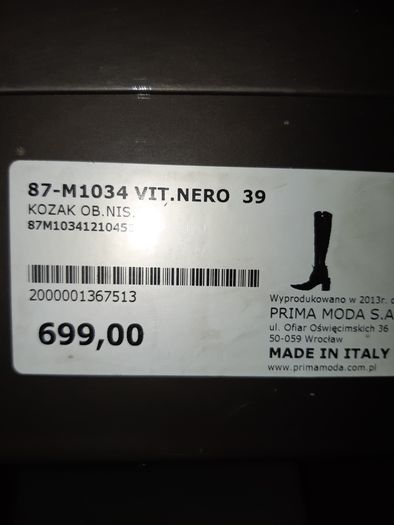 87-M1034 VIT.NERO 39
KOZAK OB.NIS.
2000001367513
699,00
Wyprodukowano w 2013r.
PRIMA MODA S.A
ul. Ofiar Oświęcimskich 36
50-059 Wrocław
MADE IN ITALY
www.primamoda.com.pl